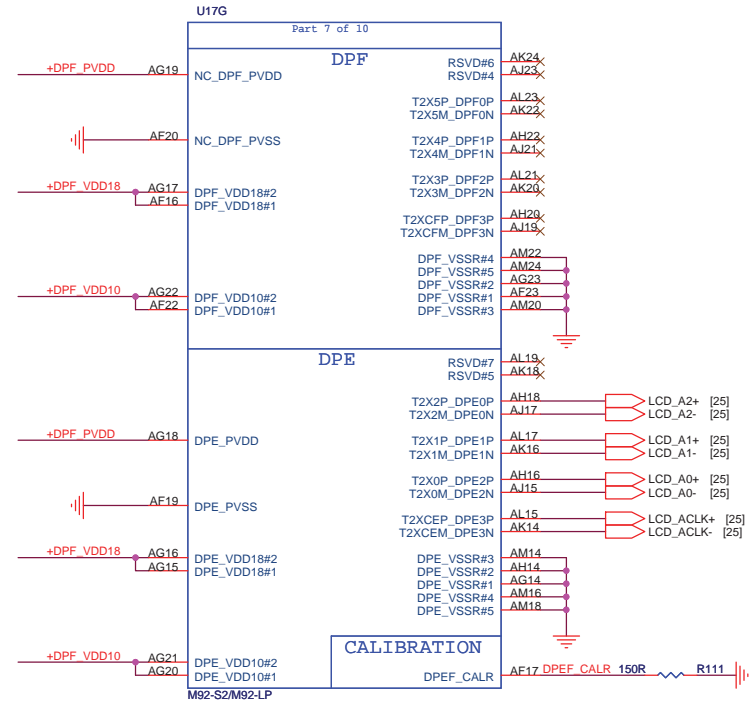 U17G
Part 7 of 10
DPF
+DPF_PVDD AG19 NC_DPF_PVDD
RSVD#6 AK24
RSVD#4 AJ23
T2X5P_DPF0P AL23
T2X5M_DPF0N AK22
AF20 NC_DPF_PVSS
T2X4P_DPF1P AH22
T2X4M_DPF1N AJ21
T2X3P_DPF2P AL21
+DPF_VDD18 AG17 DPF_VDD18#2
T2X3M_DPF2N AK20
AF16 DPF_VDD18#1
T2XCFP_DPF3P AH20
T2XCFM_DPF3N AJ19
DPF_VSSR#4 AM22
DPF_VSSR#5 AM24
DPF_VSSR#2 AG23
+DPF_VDD10 AG22 DPF_VDD10#2
DPF_VSSR#1 AF23
AF22 DPF_VDD10#1
DPF_VSSR#3 AM20
DPE
RSVD#7 AL19
RSVD#5 AK18
T2X2P_DPE0P AH18 LCD_A2+ [25]
T2X2M_DPE0N AJ17 LCD_A2- [25]
+DPF_PVDD AG18 DPE_PVDD
T2X1P_DPE1P AL17 LCD_A1+ [25]
T2X1M_DPE1N AK16 LCD_A1- [25]
T2X0P_DPE2P AH16 LCD_A0+ [25]
T2X0M_DPE2N AJ15 LCD_A0- [25]
AF19 DPE_PVSS
T2XCEP_DPE3P AL15 LCD_ACLK+ [25]
T2XCEM_DPE3N AK14 LCD_ACLK- [25]
+DPF_VDD18 AG16 DPE_VDD18#2
DPE_VSSR#3 AM14
AG15 DPE_VDD18#1
DPE_VSSR#2 AH14
DPE_VSSR#1 AG14
DPE_VSSR#4 AM16
DPE_VSSR#5 AM18
CALIBRATION
+DPF_VDD10 AG21 DPE_VDD10#2
AG20 DPE_VDD10#1
DPEF_CALR AF17 DPEF_CALR 150R R111
M92-S2/M92-LP